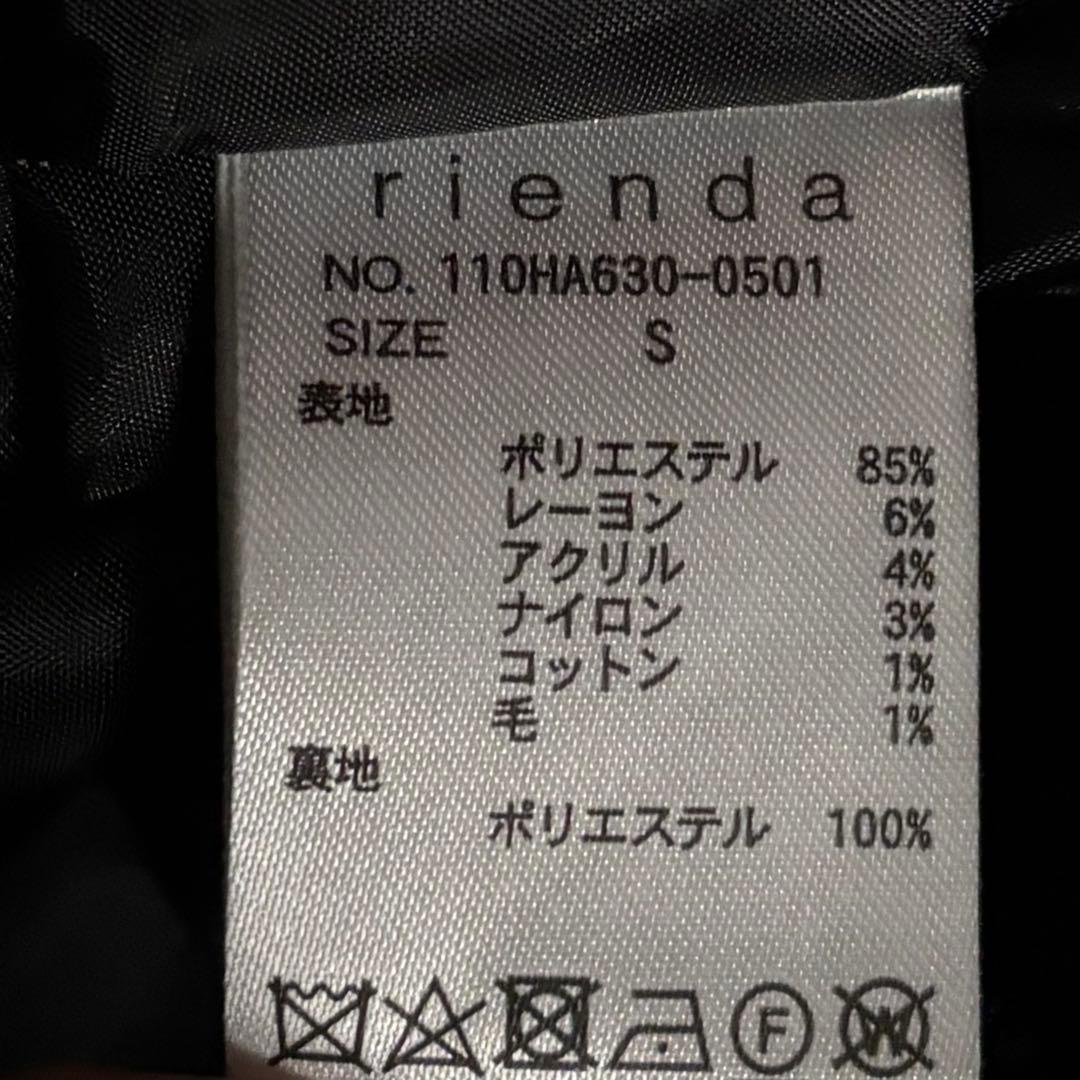 rienda
NO. 110HA630-0501
SIZE S
表地
ポリエステル 85%
レーヨン 6%
アクリル 4%
ナイロン 3%
コットン 1%
毛 1%
裏地
ポリエステル 100%
F W